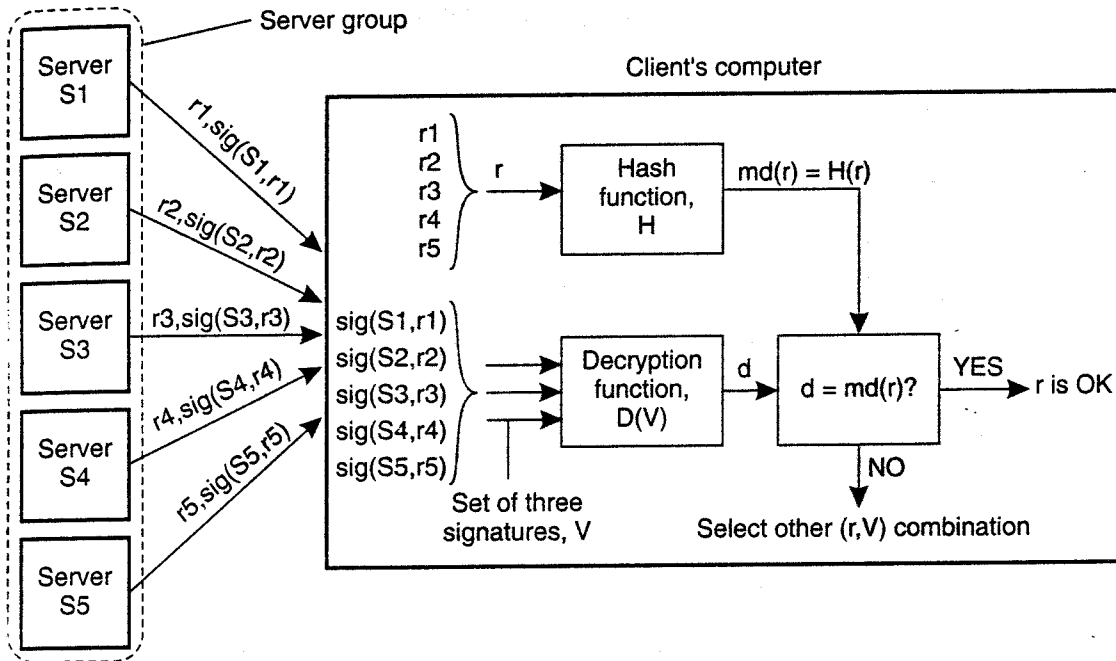 Server group
Server
S1
Server
S2
Server
S3
Server
S4
Server
S5
r1,sig(S1,r1)
r2,sig(S2,r2)
r3,sig(S3,r3)
r4,sig(S4,r4)
r5,sig(S5,r5)
Client's computer
r1
r2
r3
r4
r5
r
Hash
function,
H
md(r) = H(r)
sig(S1,r1)
sig(S2,r2)
sig(S3,r3)
sig(S4,r4)
sig(S5,r5)
Set of three
signatures, V
Decryption
function,
D(V)
d
d = md(r)?
YES
r is OK
NO
Select other (r,V) combination